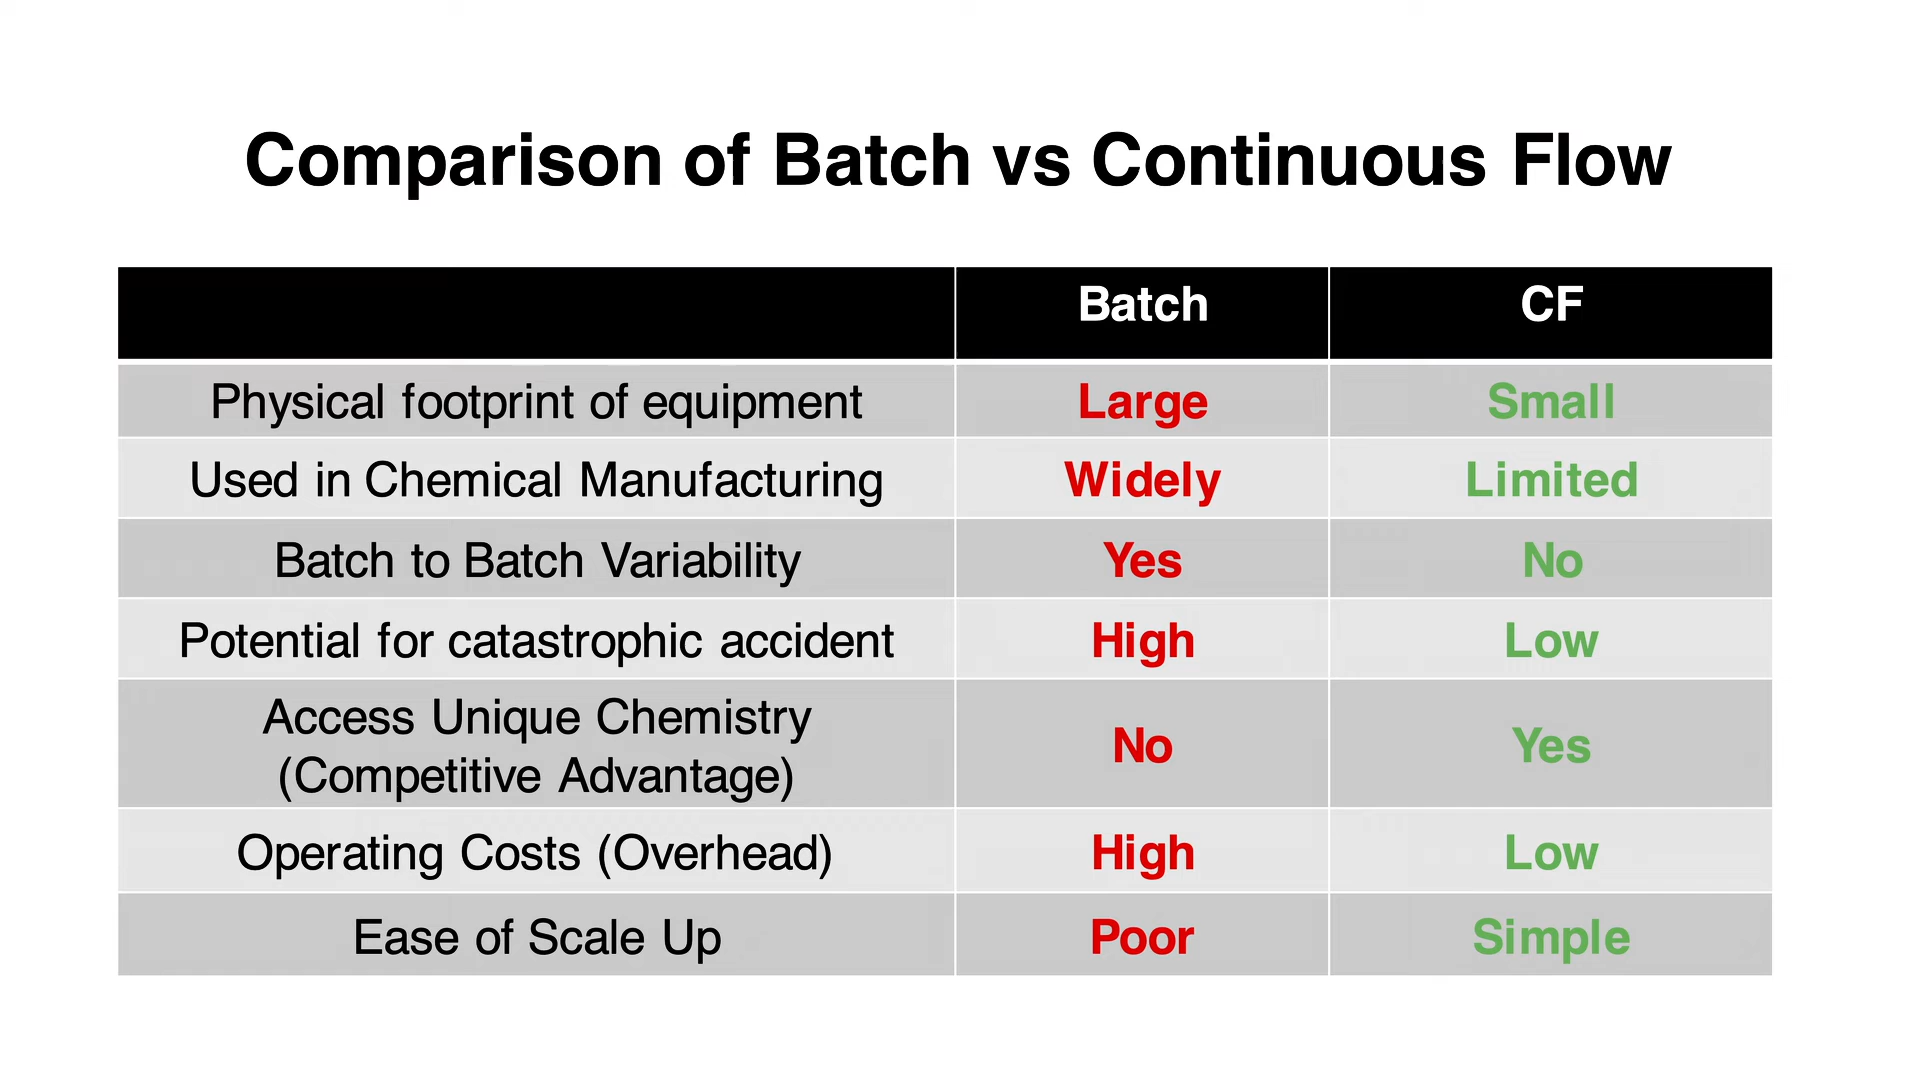 Comparison of Batch vs Continuous Flow
Batch CF
Physical footprint of equipment Large Small
Used in Chemical Manufacturing Widely Limited
Batch to Batch Variability Yes No
Potential for catastrophic accident High Low
Access Unique Chemistry
(Competitive Advantage) No Yes
Operating Costs (Overhead) High Low
Ease of Scale Up Poor Simple